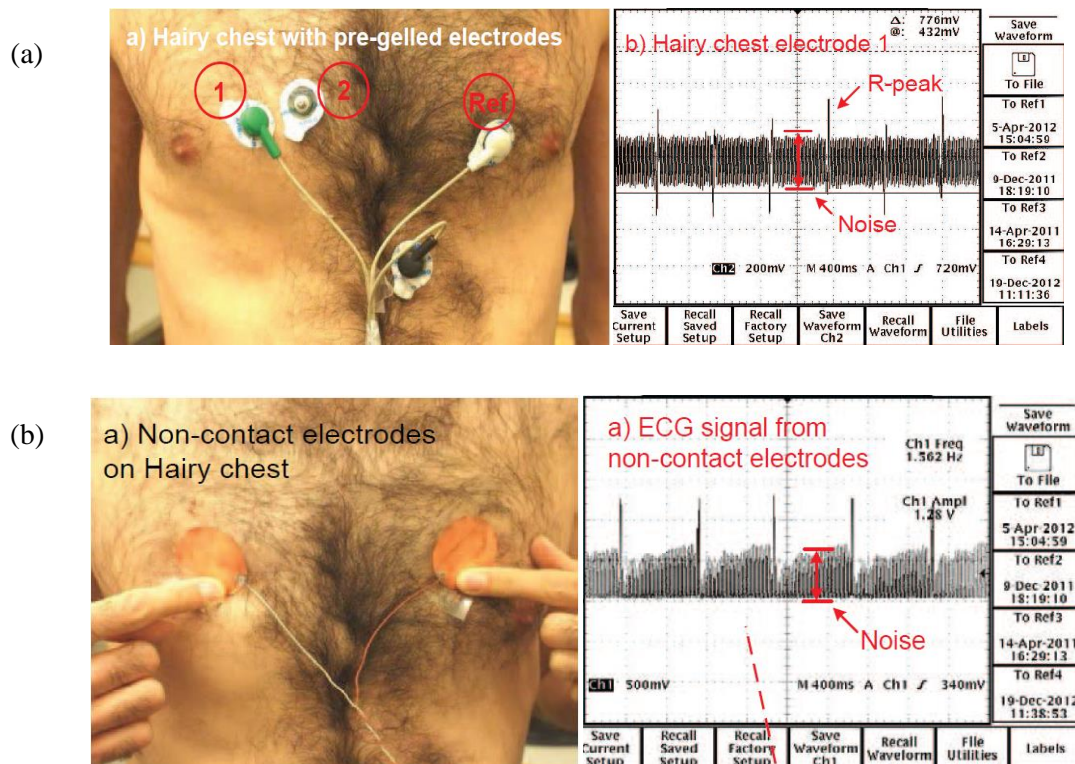 (a)
a) Hairy chest with pre-gelled electrodes
1
2
Ref
b) Hairy chest electrode 1
Δ: 776mV
@: 432mV
R-peak
Noise
Ch2 200mV M 400ms A Ch1 ʃ 720mV
Save
Waveform
To File
To Ref1
5-Apr-2012
15:04:59
To Ref2
9-Dec-2011
18:19:10
To Ref3
14-Apr-2011
16:29:13
To Ref4
19-Dec-2012
11:11:36
Save
Current
Setup
Recall
Saved
Setup
Recall
Factory
Setup
Save
Waveform
Ch2
Recall
Waveform
File
Utilities
Labels
(b)
a) Non-contact electrodes
on Hairy chest
a) ECG signal from
non-contact electrodes
Ch1 Freq
1.562 Hz
Ch1 Ampl
1.28 V
Noise
Ch1 500mV M 400ms A Ch1 ʃ 340mV
Save
Waveform
To File
To Ref1
5-Apr-2012
15:04:59
To Ref2
9-Dec-2011
18:19:10
To Ref3
14-Apr-2011
16:29:13
To Ref4
19-Dec-2012
11:38:53
Save
Current
Setup
Recall
Saved
Setup
Recall
Factory
Setup
Save
Waveform
Ch1
Recall
Waveform
File
Utilities
Labels